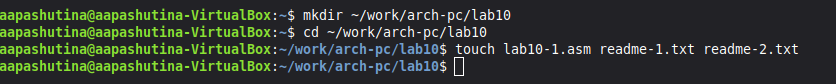 aapashutina@aapashutina-VirtualBox:~$ mkdir ~/work/arch-pc/lab10
aapashutina@aapashutina-VirtualBox:~$ cd ~/work/arch-pc/lab10
aapashutina@aapashutina-VirtualBox:~/work/arch-pc/lab10$ touch lab10-1.asm readme-1.txt readme-2.txt
aapashutina@aapashutina-VirtualBox:~/work/arch-pc/lab10$